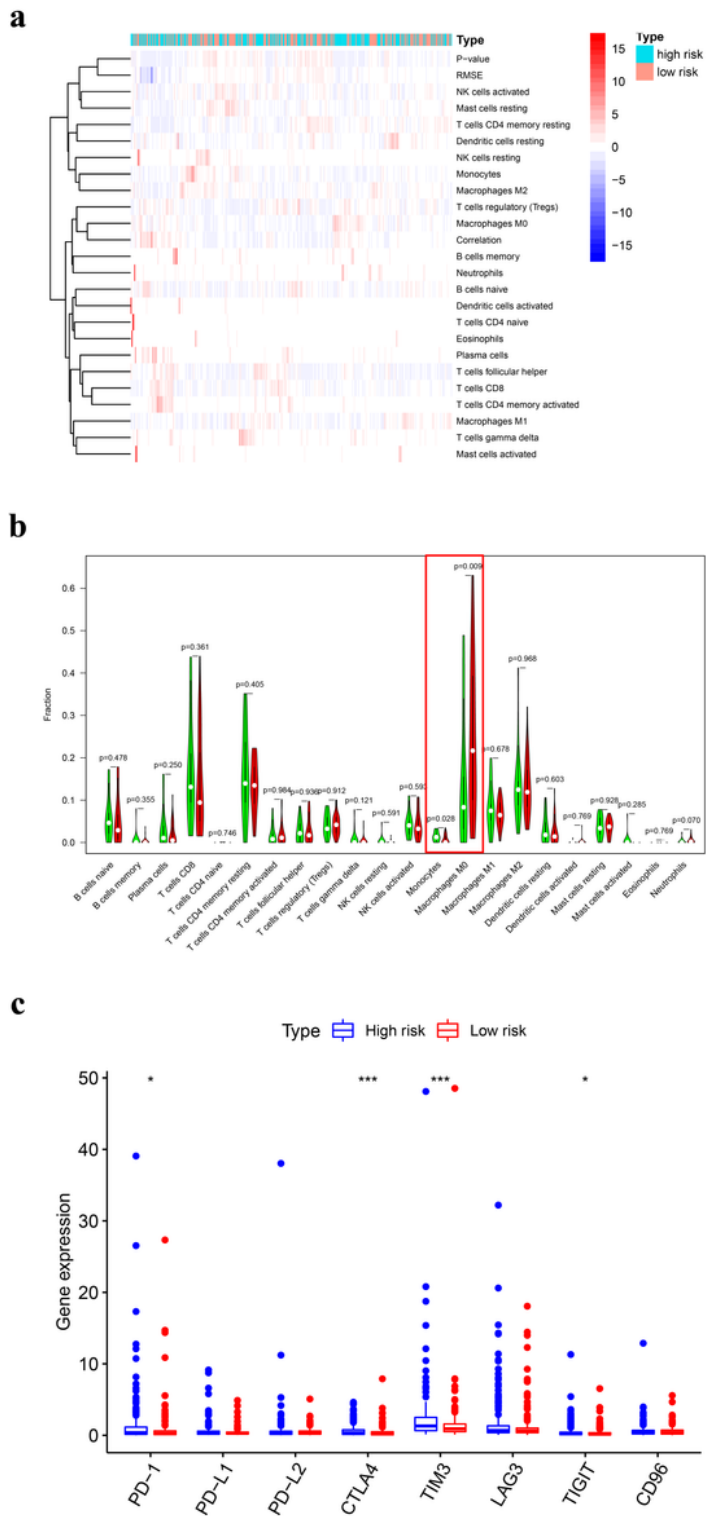 a
Type
P-value
RMSE
NK cells activated
Mast cells resting
T cells CD4 memory resting
Dendritic cells resting
NK cells resting
Monocytes
Macrophages M2
T cells regulatory (Tregs)
Macrophages M0
Correlation
B cells memory
Neutrophils
B cells naive
Dendritic cells activated
T cells CD4 naive
Eosinophils
Plasma cells
T cells follicular helper
T cells CD8
T cells CD4 memory activated
Macrophages M1
T cells gamma delta
Mast cells activated
15
10
5
0
−5
−10
−15
Type
high risk
low risk
b
Fraction
0.6
0.5
0.4
0.3
0.2
0.1
0.0
p=0.478
p=0.355
p=0.250
p=0.361
p=0.746
p=0.405
p=0.984
p=0.936
p=0.912
p=0.121
p=0.591
p=0.593
p=0.028
p=0.009
p=0.678
p=0.968
p=0.603
p=0.769
p=0.928
p=0.285
p=0.769
p=0.070
B cells naive
B cells memory
Plasma cells
T cells CD8
T cells CD4 naive
T cells CD4 memory resting
T cells CD4 memory activated
T cells follicular helper
T cells regulatory (Tregs)
T cells gamma delta
NK cells resting
NK cells activated
Monocytes
Macrophages M0
Macrophages M1
Macrophages M2
Dendritic cells resting
Dendritic cells activated
Mast cells resting
Mast cells activated
Eosinophils
Neutrophils
c
Type High risk Low risk
Gene expression
50
40
30
20
10
0
* *** *** *
PD-1
PD-L1
PD-L2
CTLA4
TIM3
LAG3
TIGIT
CD96